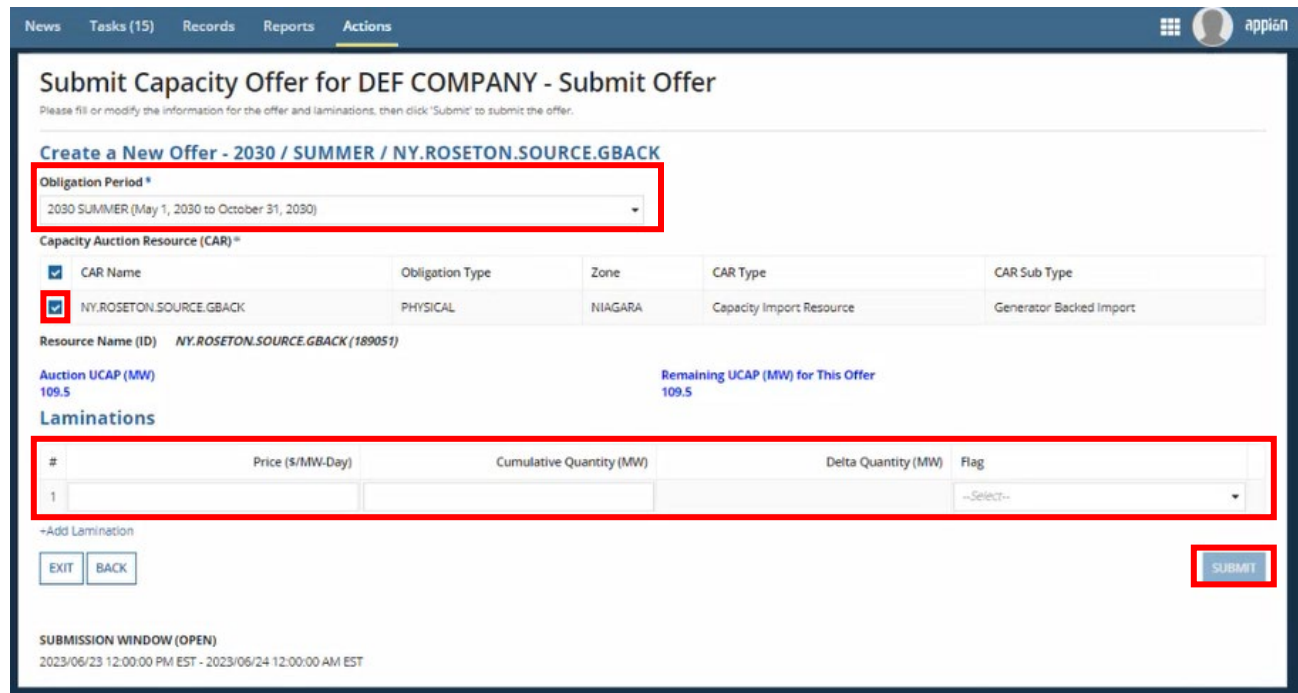 News Tasks (15) Records Reports Actions appian
Submit Capacity Offer for DEF COMPANY - Submit Offer
Please fill or modify the information for the offer and laminations, then click 'Submit' to submit the offer.
Create a New Offer - 2030 / SUMMER / NY.ROSETON.SOURCE.GBACK
Obligation Period *
2030 SUMMER (May 1, 2030 to October 31, 2030)
Capacity Auction Resource (CAR) *
CAR Name Obligation Type Zone CAR Type CAR Sub Type
NY.ROSETON.SOURCE.GBACK PHYSICAL NIAGARA Capacity Import Resource Generator Backed Import
Resource Name (ID) NY.ROSETON.SOURCE.GBACK (189051)
Auction UCAP (MW) Remaining UCAP (MW) for This Offer
109.5 109.5
Laminations
# Price ($/MW-Day) Cumulative Quantity (MW) Delta Quantity (MW) Flag
1 --Select--
+Add Lamination
EXIT BACK SUBMIT
SUBMISSION WINDOW (OPEN)
2023/06/23 12:00:00 PM EST - 2023/06/24 12:00:00 AM EST